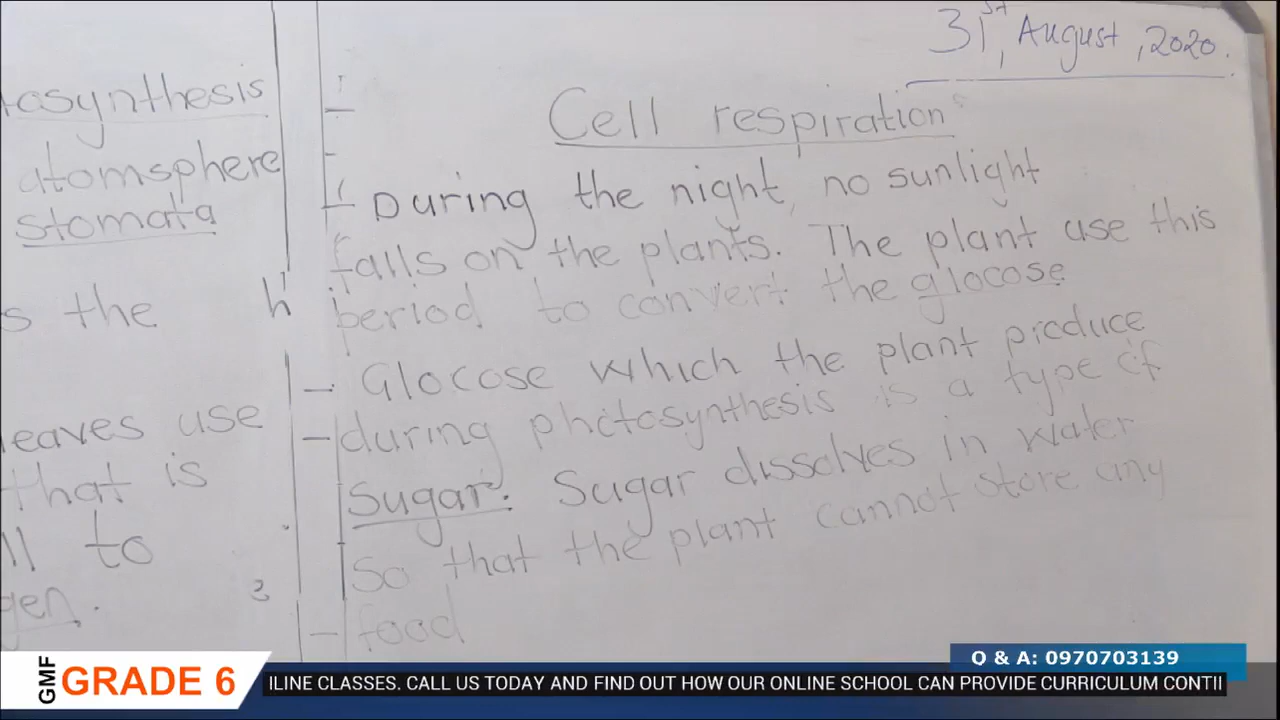 31st, August, 2020.
tosynthesis
atomsphere
stomata
s the
h
eaves use
that is
ll to
gen.
Cell respiration
During the night, no sunlight
falls on the plants. The plant use this
period to convert the glocose
- Glocose which the plant produce
- during photosynthesis is a type of
Sugar. Sugar dissolves in water
So that the plant cannot store any
- food
Q & A: 0970703139
GMF GRADE 6
ILINE CLASSES. CALL US TODAY AND FIND OUT HOW OUR ONLINE SCHOOL CAN PROVIDE CURRICULUM CONTII